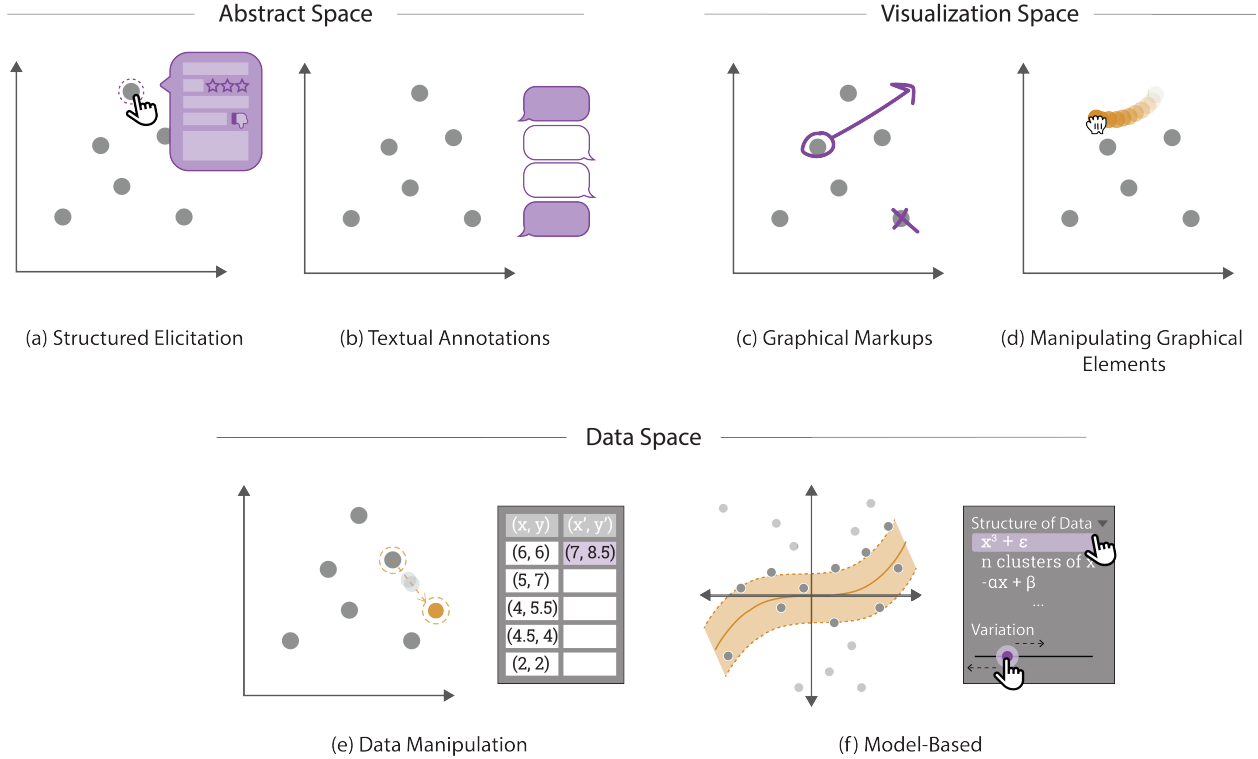 Abstract Space
Visualization Space
(a) Structured Elicitation
(b) Textual Annotations
(c) Graphical Markups
(d) Manipulating Graphical
Elements
Data Space
(x, y) (x′, y′)
(6, 6) (7, 8.5)
(5, 7)
(4, 5.5)
(4.5, 4)
(2, 2)
Structure of Data
x³ + ε
n clusters of x
-αx + β
...
Variation
(e) Data Manipulation
(f) Model-Based